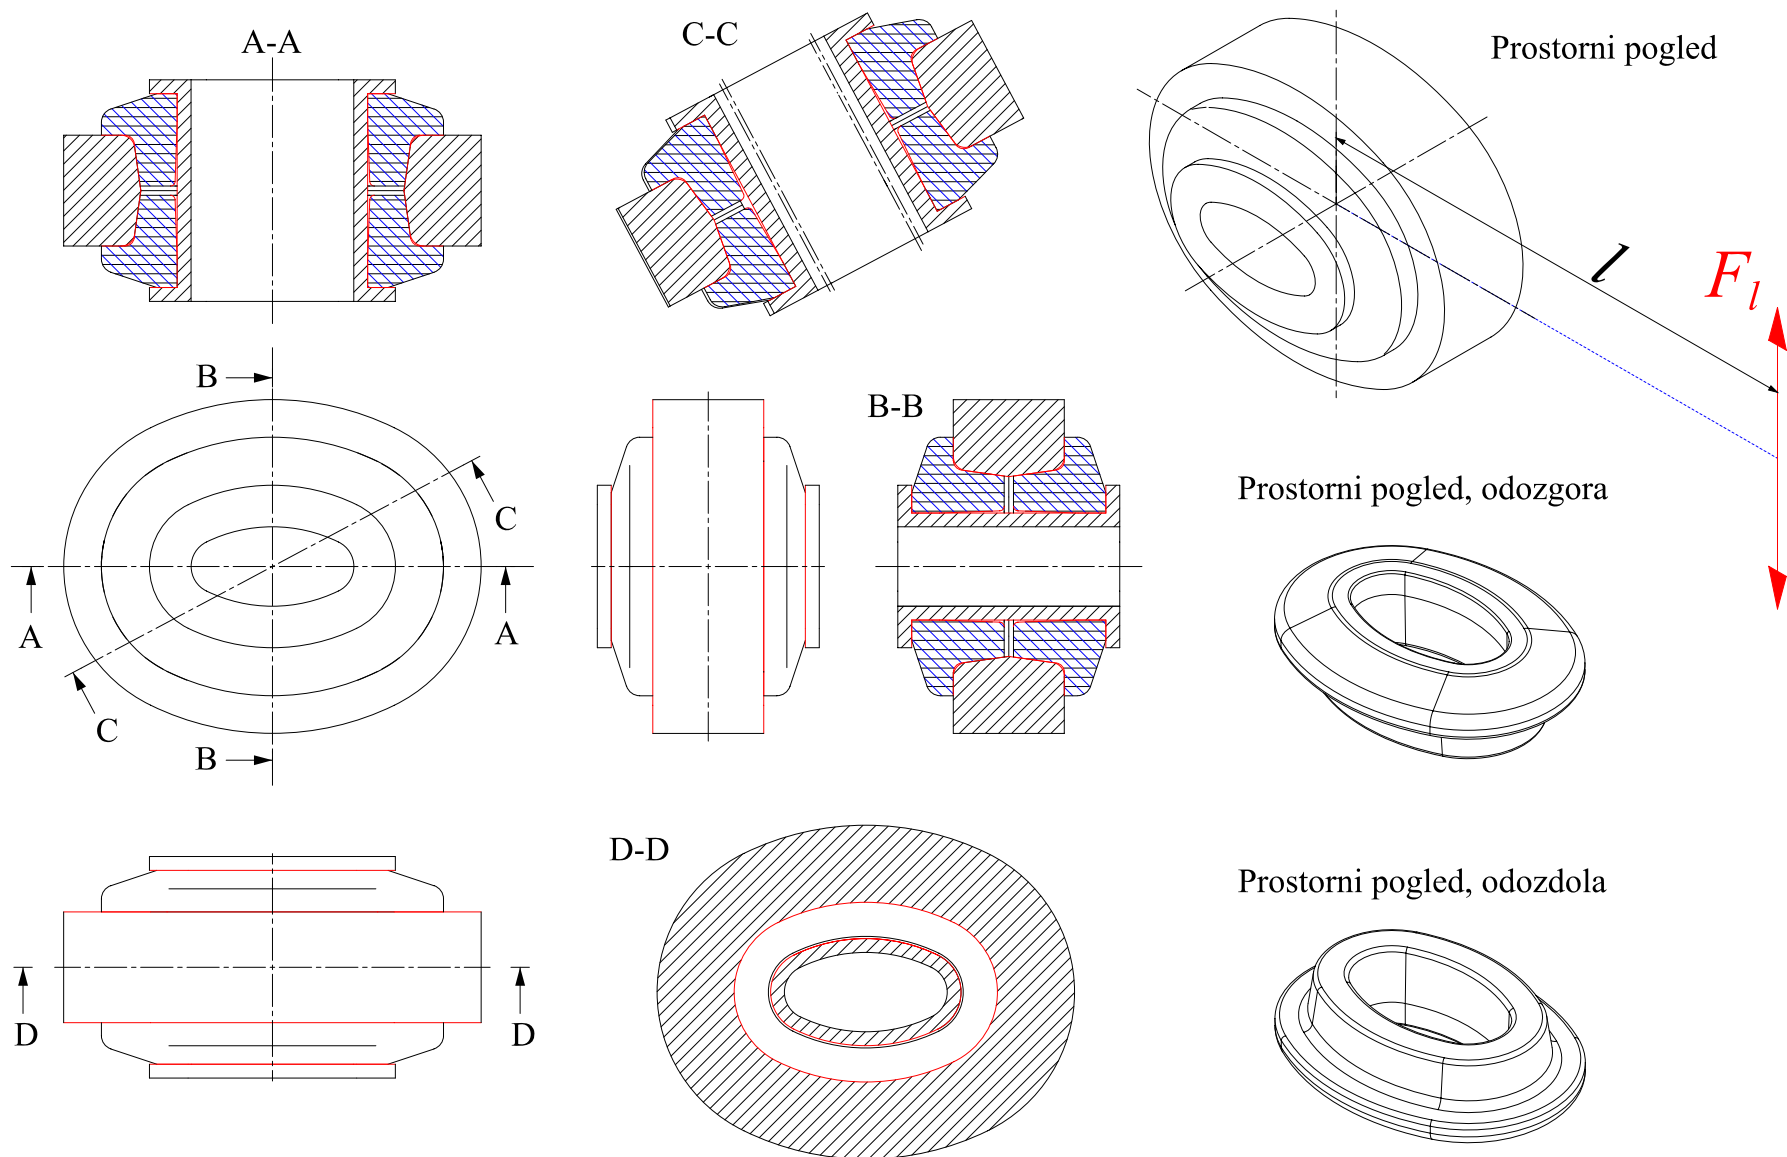 A-A
C-C
Prostorni pogled
l
F_l
B
B-B
C
A
A
Prostorni pogled, odozgora
C
B
D-D
Prostorni pogled, odozdola
D
D